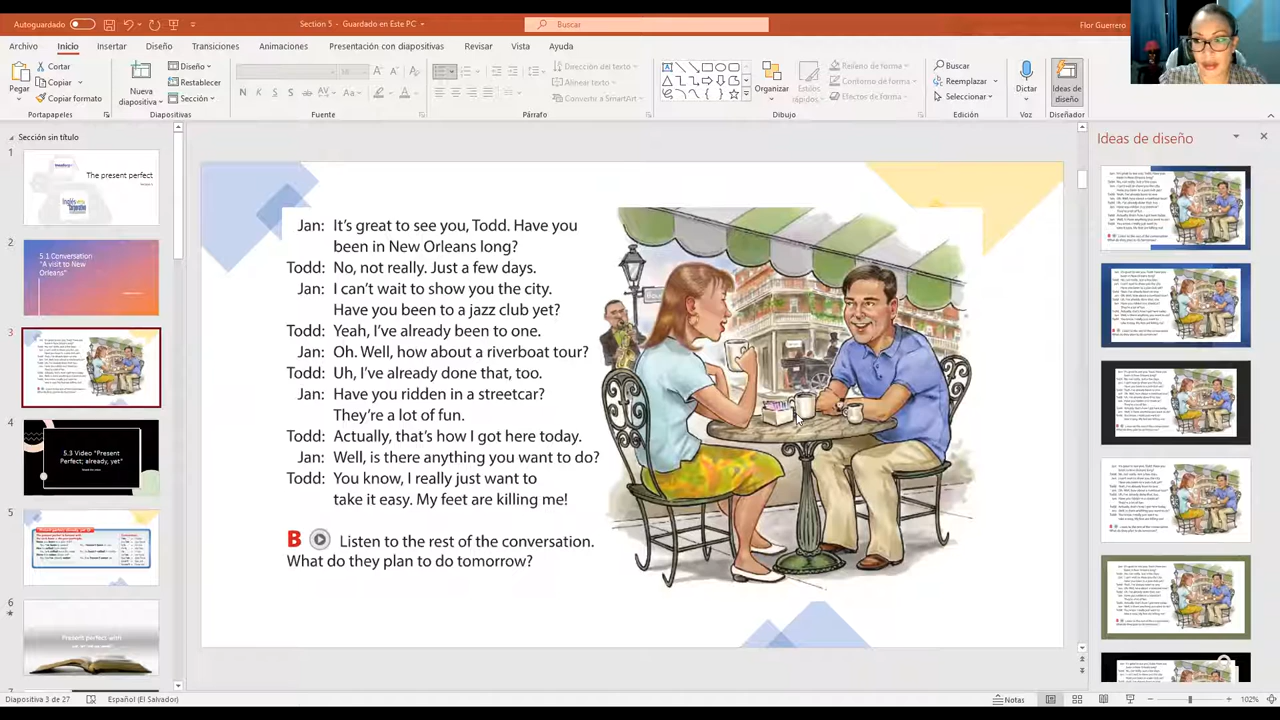 Autoguardado
Section 5 - Guardado en Este PC
Buscar
Flor Guerrero
Archivo Inicio Insertar Diseño Transiciones Animaciones Presentación con diapositivas Revisar Vista Ayuda
Pegar
Cortar
Copiar
Copiar formato
Portapapeles
Nueva diapositiva
Diseño
Restablecer
Sección
Diapositivas
Fuente
Dirección del texto
Alinear texto
Convertir a SmartArt
Párrafo
Organizar
Estilos rápidos
Relleno de forma
Contorno de forma
Efectos de forma
Dibujo
Buscar
Reemplazar
Seleccionar
Edición
Dictar
Voz
Ideas de diseño
Diseñador
Sección sin título
1
The present perfect
2
5.1 Conversation
"A visit to New
Orleans"
3
4
5.3 Video "Present
Perfect; already, yet"
5
6
Present perfect with
7
Jan: It's great to see you, Todd. Have you
been in New Orleans long?
Todd: No, not really. Just a few days.
Jan: I can't wait to show you the city.
Have you been to a jazz club yet?
Todd: Yeah, I've already been to one.
Jan: Oh. Well, how about a riverboat tour?
Todd: Uh, I've already done that, too.
Jan: Have you ridden in a streetcar?
They're a lot of fun.
Todd: Actually, that's how I got here today.
Jan: Well, is there anything you want to do?
Todd: You know, I really just want to
take it easy. My feet are killing me!
B Listen to the rest of the conversation.
What do they plan to do tomorrow?
Ideas de diseño
Diapositiva 3 de 27
Español (El Salvador)
Notas
102%